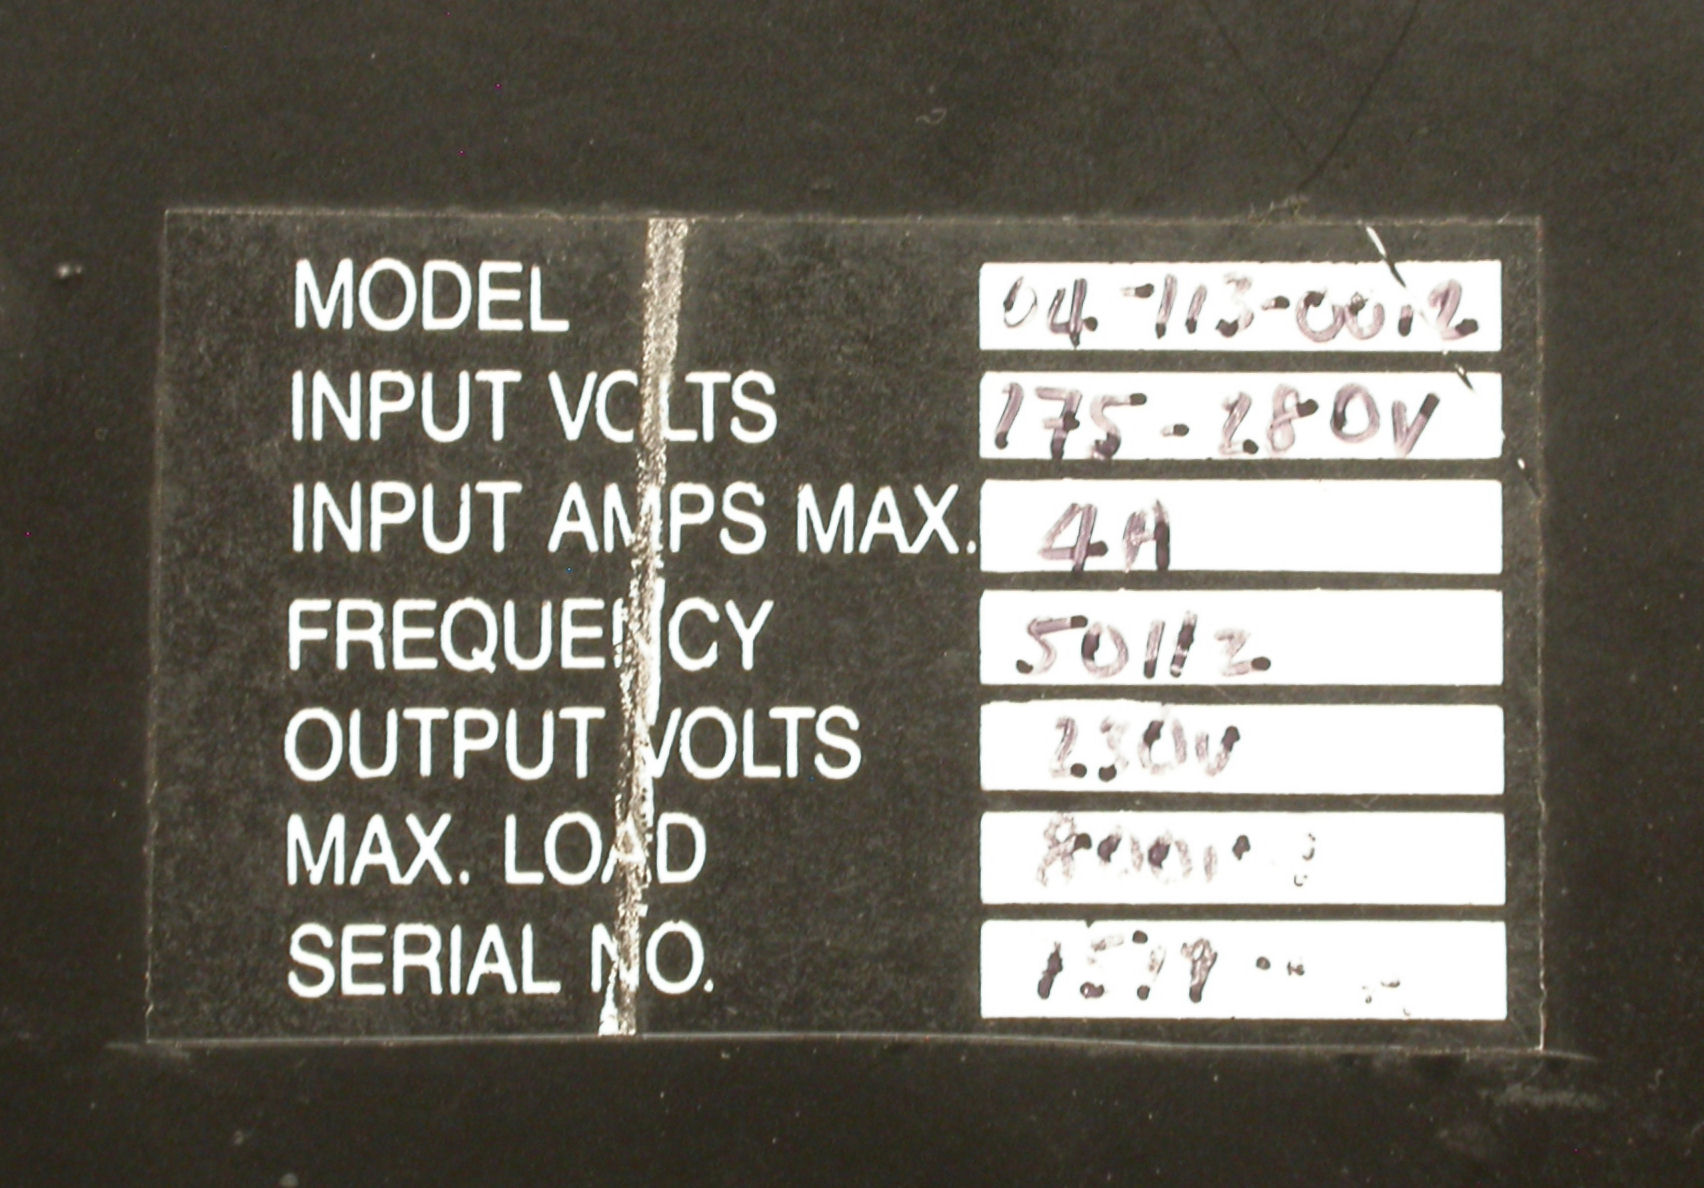 MODEL 04-713-0012
INPUT VOLTS 175-280V
INPUT AMPS MAX. 4A
FREQUENCY 50Hz
OUTPUT VOLTS 230V
MAX. LOAD
SERIAL NO.